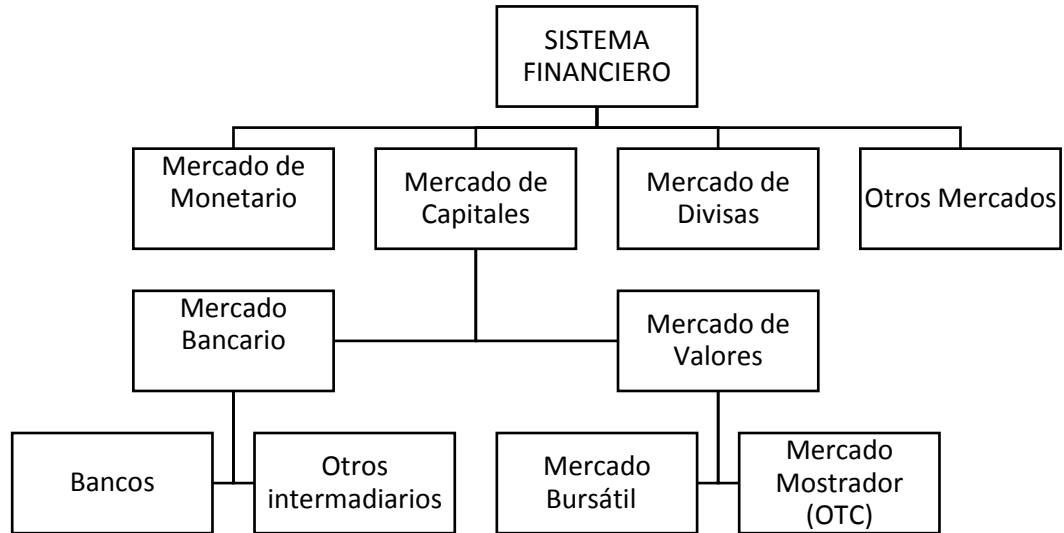 SISTEMA
FINANCIERO
Mercado de
Monetario
Mercado de
Capitales
Mercado de
Divisas
Otros Mercados
Mercado
Bancario
Mercado de
Valores
Bancos
Otros
intermadiarios
Mercado
Bursátil
Mercado
Mostrador
(OTC)